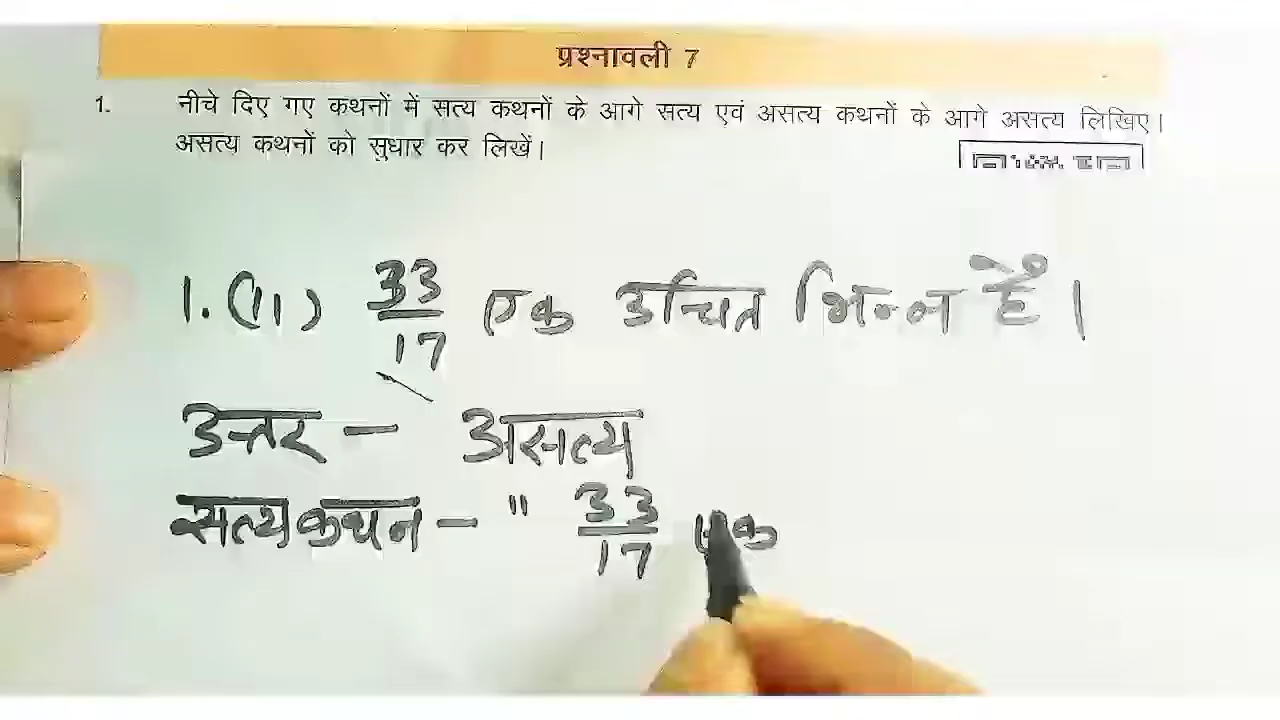 प्रश्नावली 7
1. नीचे दिए गए कथनों में सत्य कथनों के आगे सत्य एवं असत्य कथनों के आगे असत्य लिखिए।
असत्य कथनों को सुधार कर लिखें।
1. (ii) 33/17 एक उचित भिन्न है।
उत्तर - असत्य
सत्य कथन - " 33/17 एक